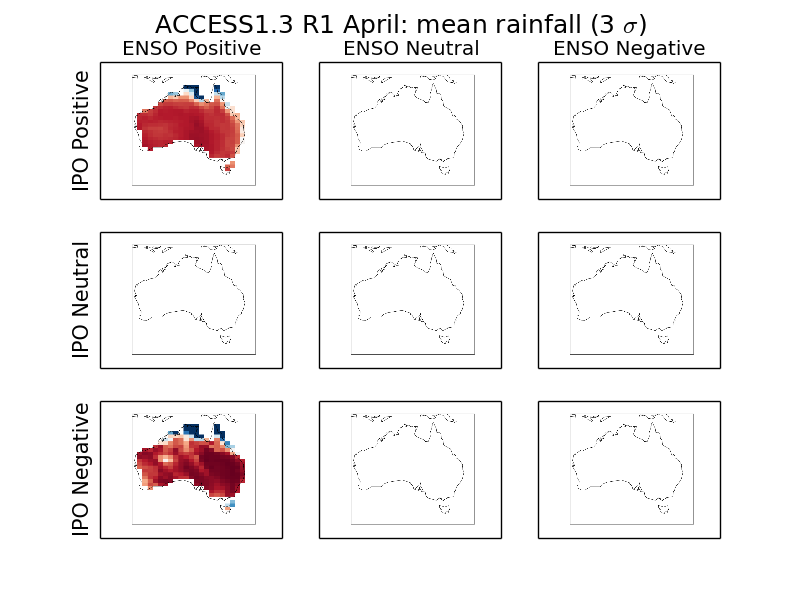 ACCESS1.3 R1 April: mean rainfall (3 σ)
ENSO Positive ENSO Neutral ENSO Negative
IPO Positive
IPO Neutral
IPO Negative